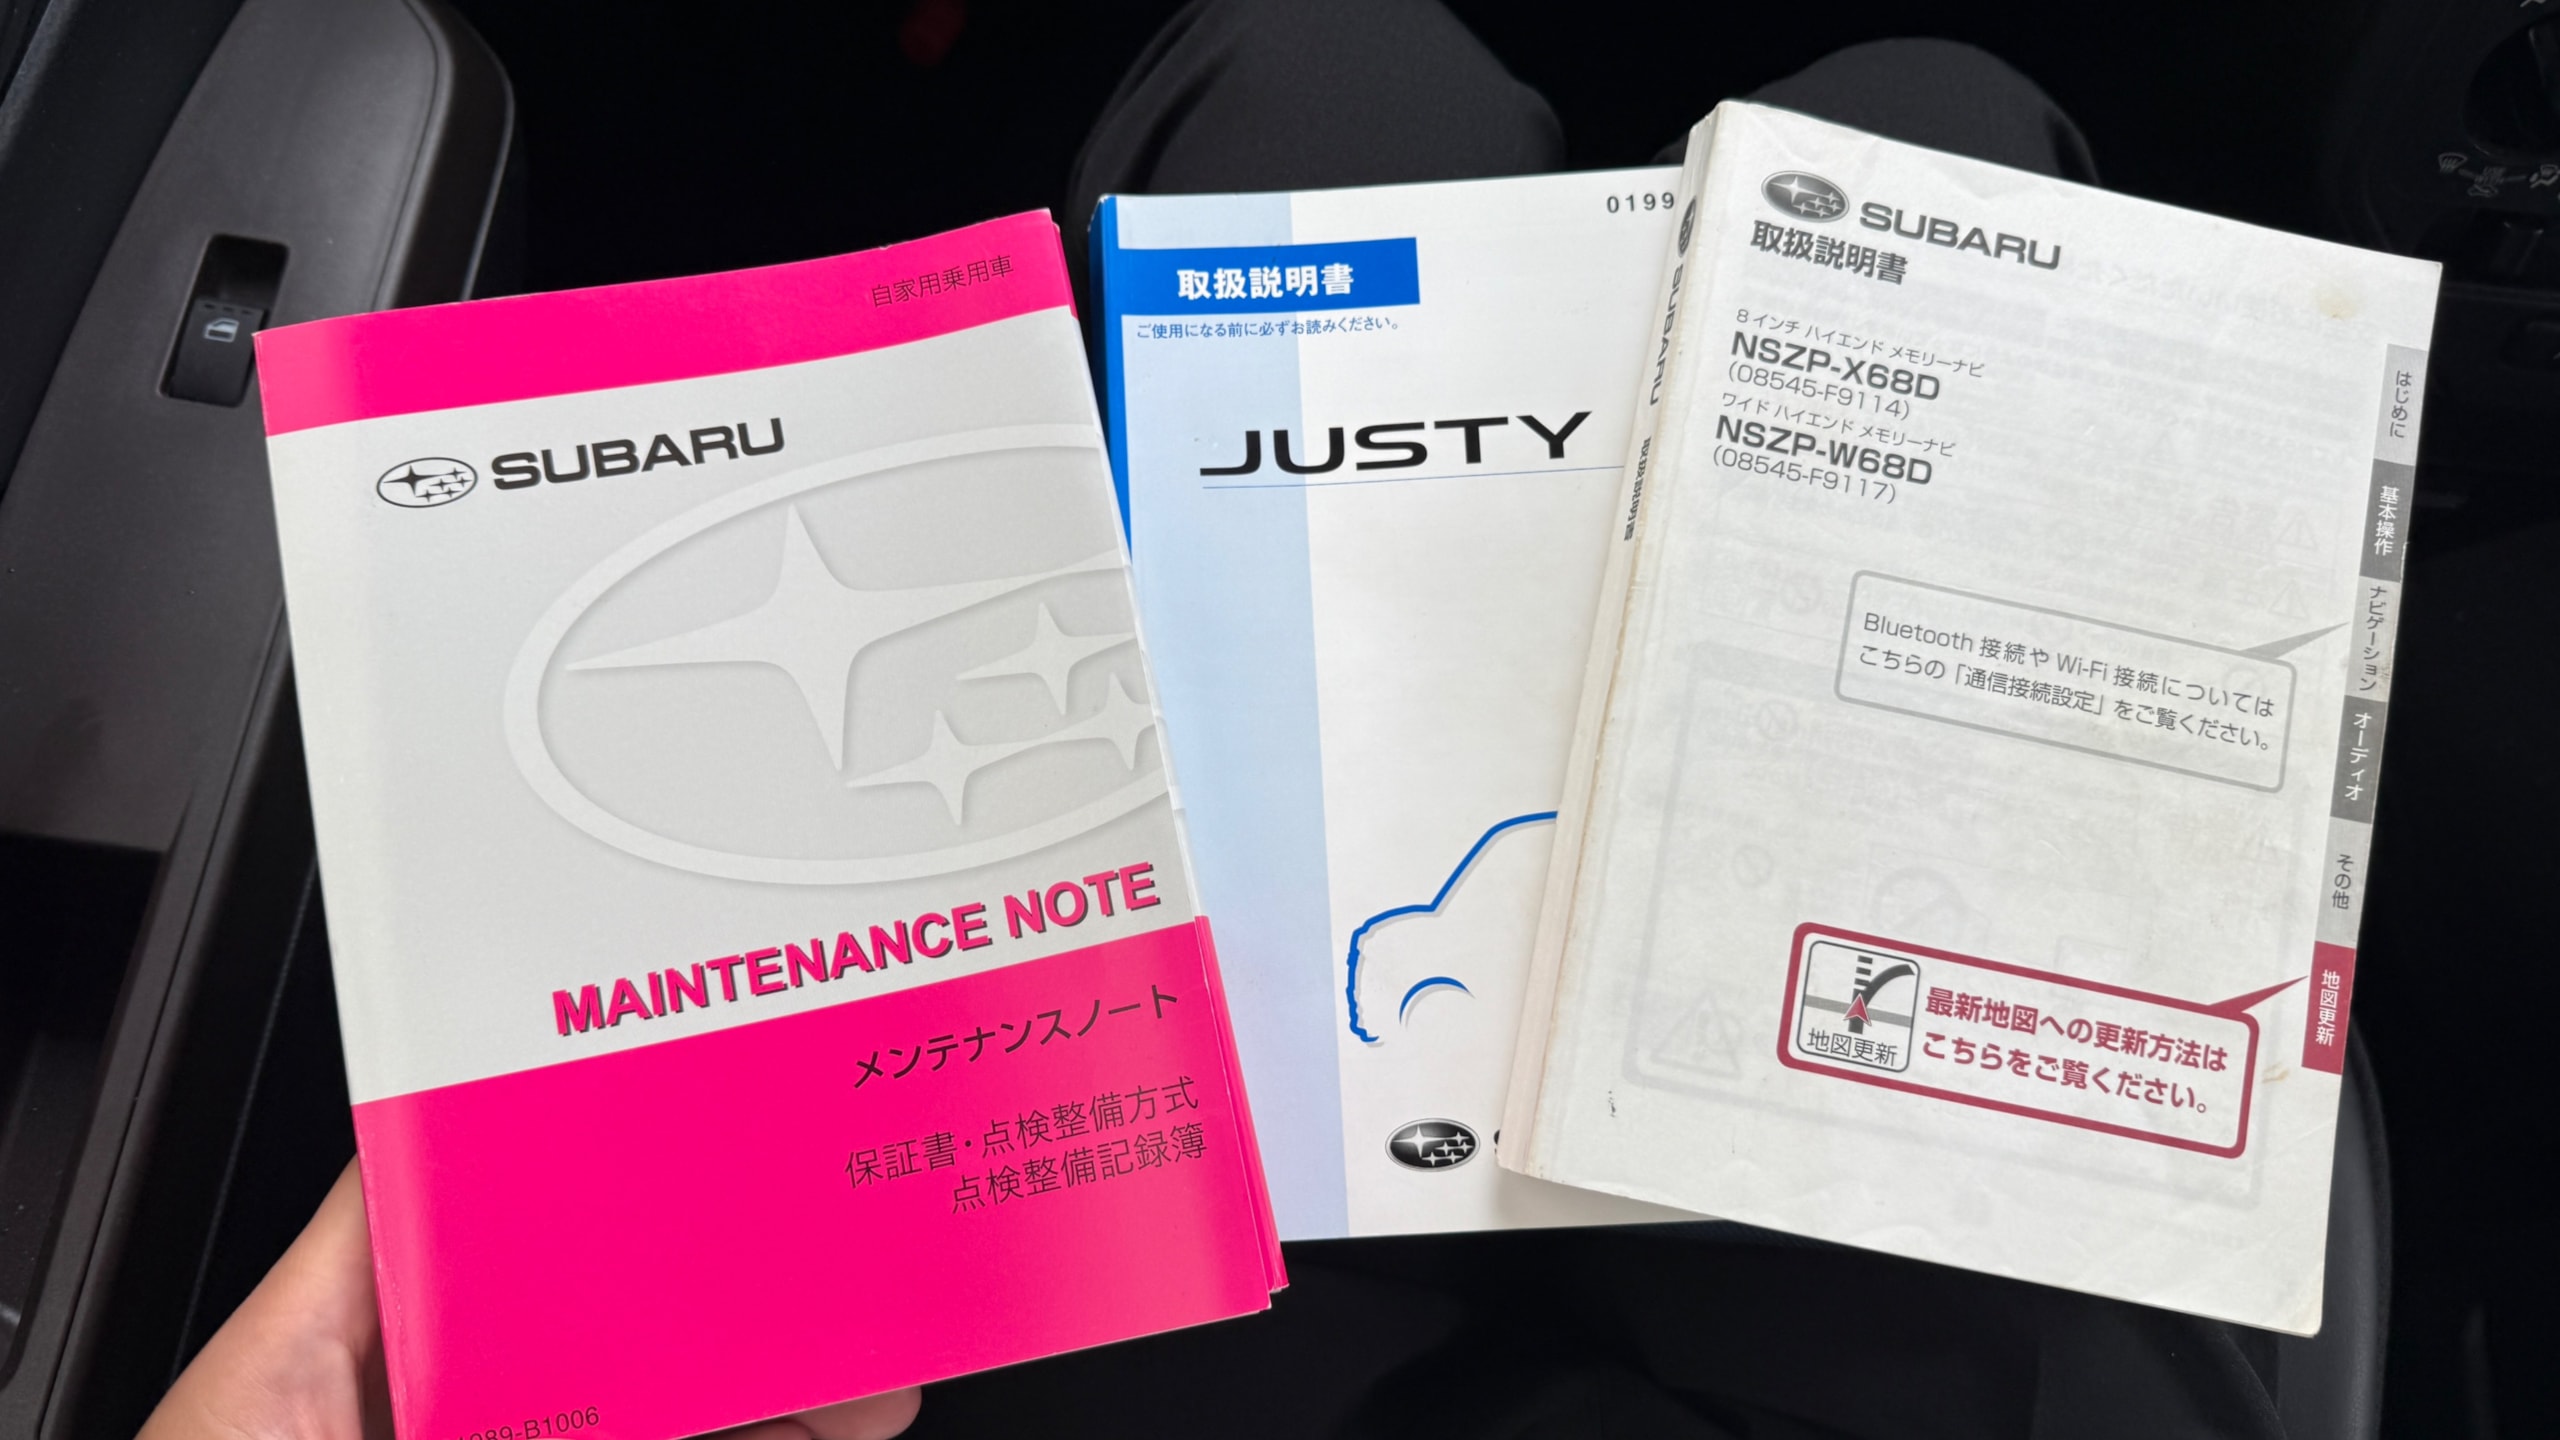 自家用乗用車
SUBARU
MAINTENANCE NOTE
メンテナンスノート
保証書・点検整備方式
点検整備記録簿
089-B1006
0199
取扱説明書
ご使用になる前に必ずお読みください。
JUSTY
SUBARU 取扱説明書
SUBARU
取扱説明書
8インチ ハイエンド メモリーナビ
NSZP-X68D
(08545-F9114)
ワイド ハイエンド メモリーナビ
NSZP-W68D
(08545-F9117)
Bluetooth 接続や Wi-Fi 接続については
こちらの「通信接続設定」をご覧ください。
地図更新
最新地図への更新方法は
こちらをご覧ください。
はじめに
基本操作
ナビゲーション
オーディオ
その他
地図更新